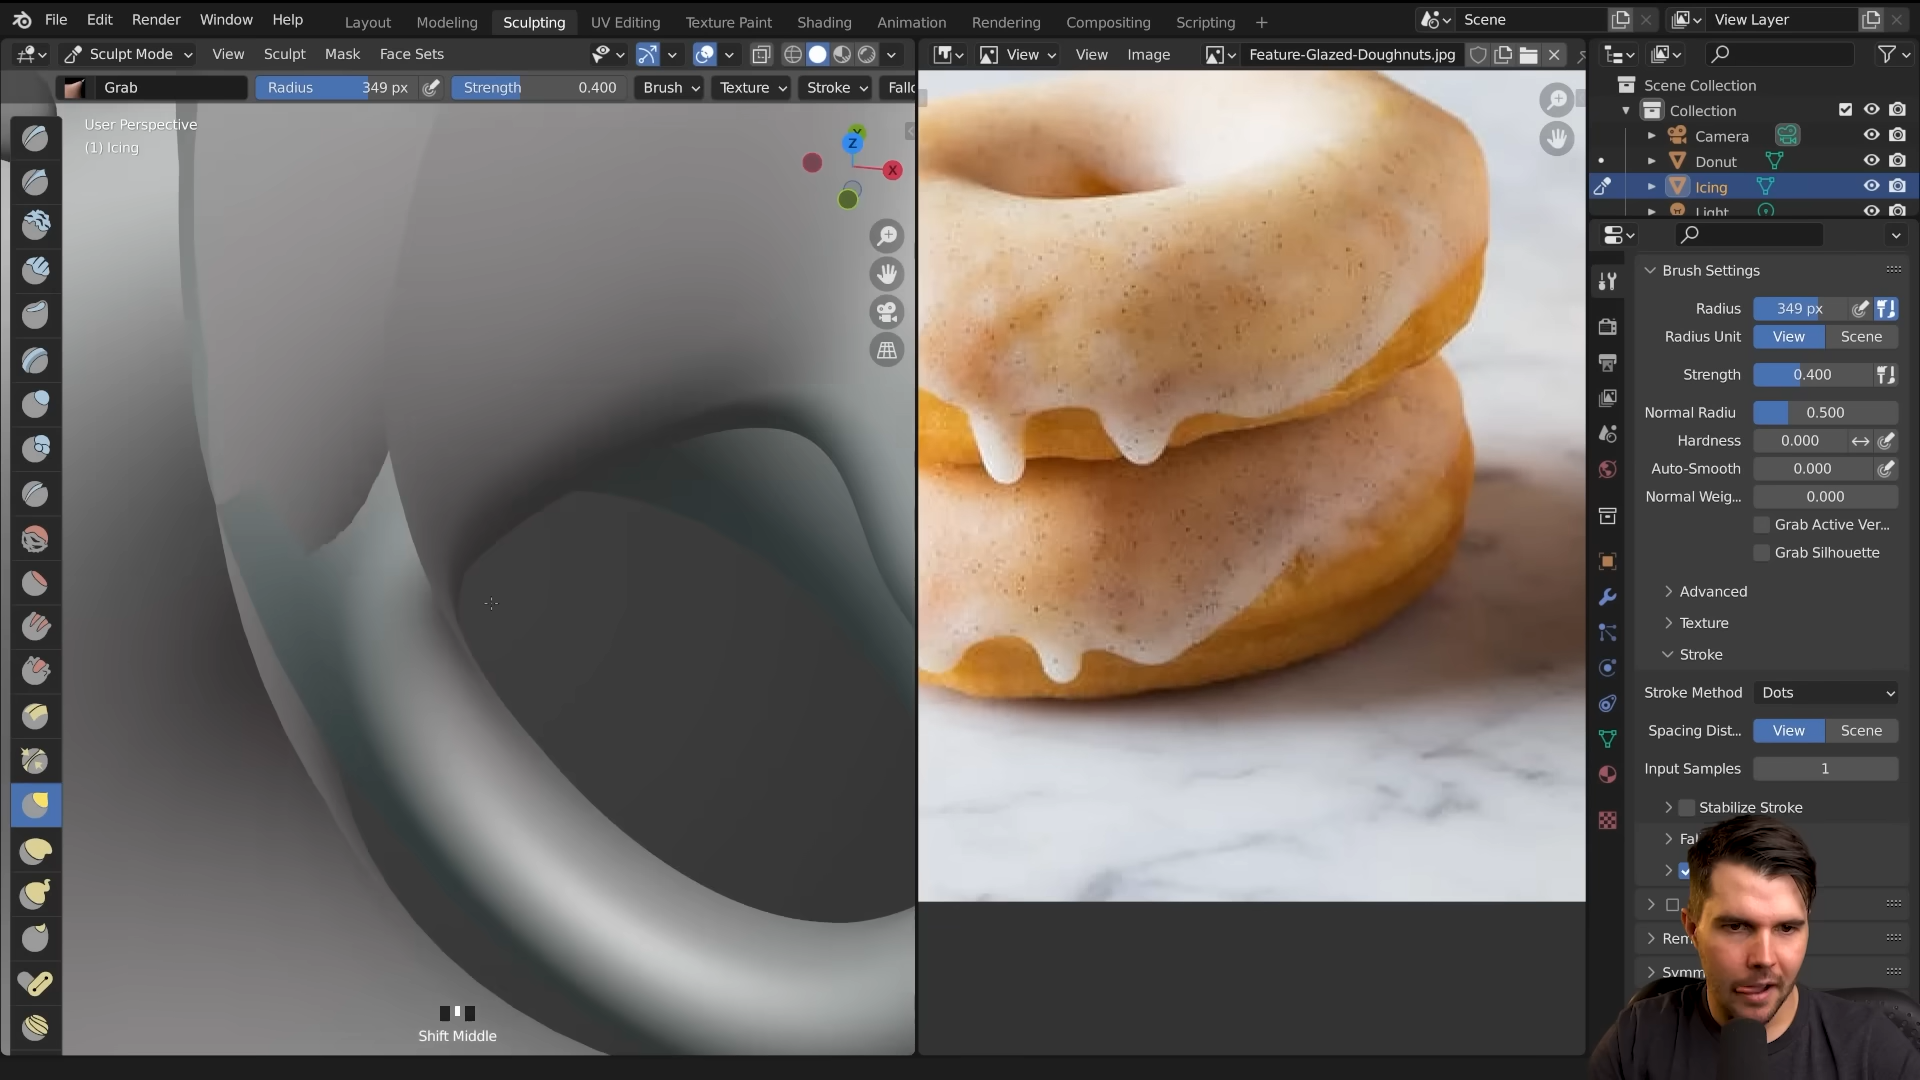 File Edit Render Window Help Layout Modeling Sculpting UV Editing Texture Paint Shading Animation Rendering Compositing Scripting + Scene View Layer
Sculpt Mode View Sculpt Mask Face Sets View View Image Feature-Glazed-Doughnuts.jpg
Grab Radius 349 px Strength 0.400 Brush Texture Stroke Fallo
User Perspective
(1) Icing
Y
Z
X
Scene Collection
Collection
Camera
Donut
Icing
Light
Brush Settings
Radius 349 px
Radius Unit View Scene
Strength 0.400
Normal Radiu 0.500
Hardness 0.000
Auto-Smooth 0.000
Normal Weig... 0.000
Grab Active Ver...
Grab Silhouette
Advanced
Texture
Stroke
Stroke Method Dots
Spacing Dist... View Scene
Input Samples 1
Stabilize Stroke
Fal
Rem
Symm
Shift Middle